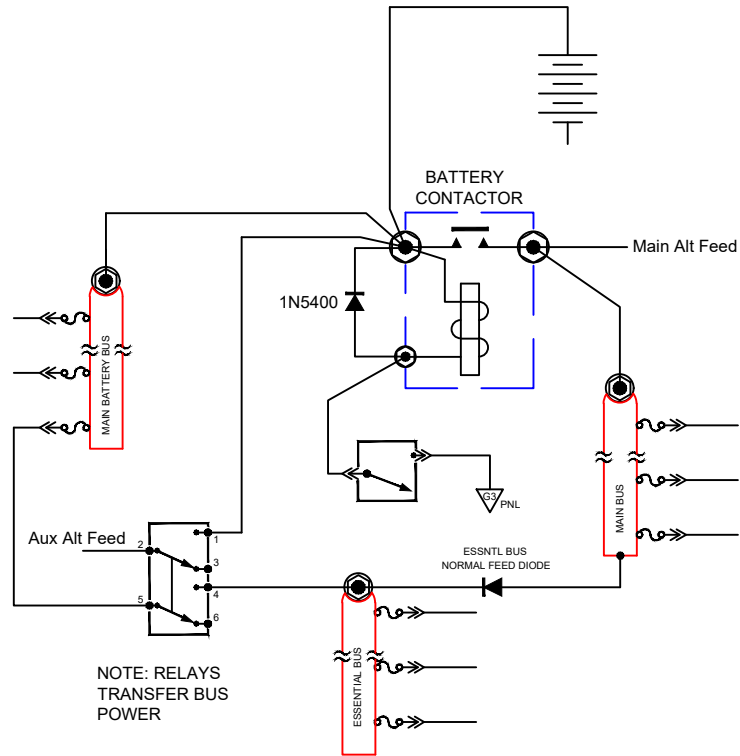 BATTERY
CONTACTOR
Main Alt Feed
1N5400
MAIN BATTERY BUS
MAIN BUS
G3
PNL
Aux Alt Feed
1
2
3
4
5
6
ESSNTL BUS
NORMAL FEED DIODE
ESSENTIAL BUS
NOTE: RELAYS
TRANSFER BUS
POWER